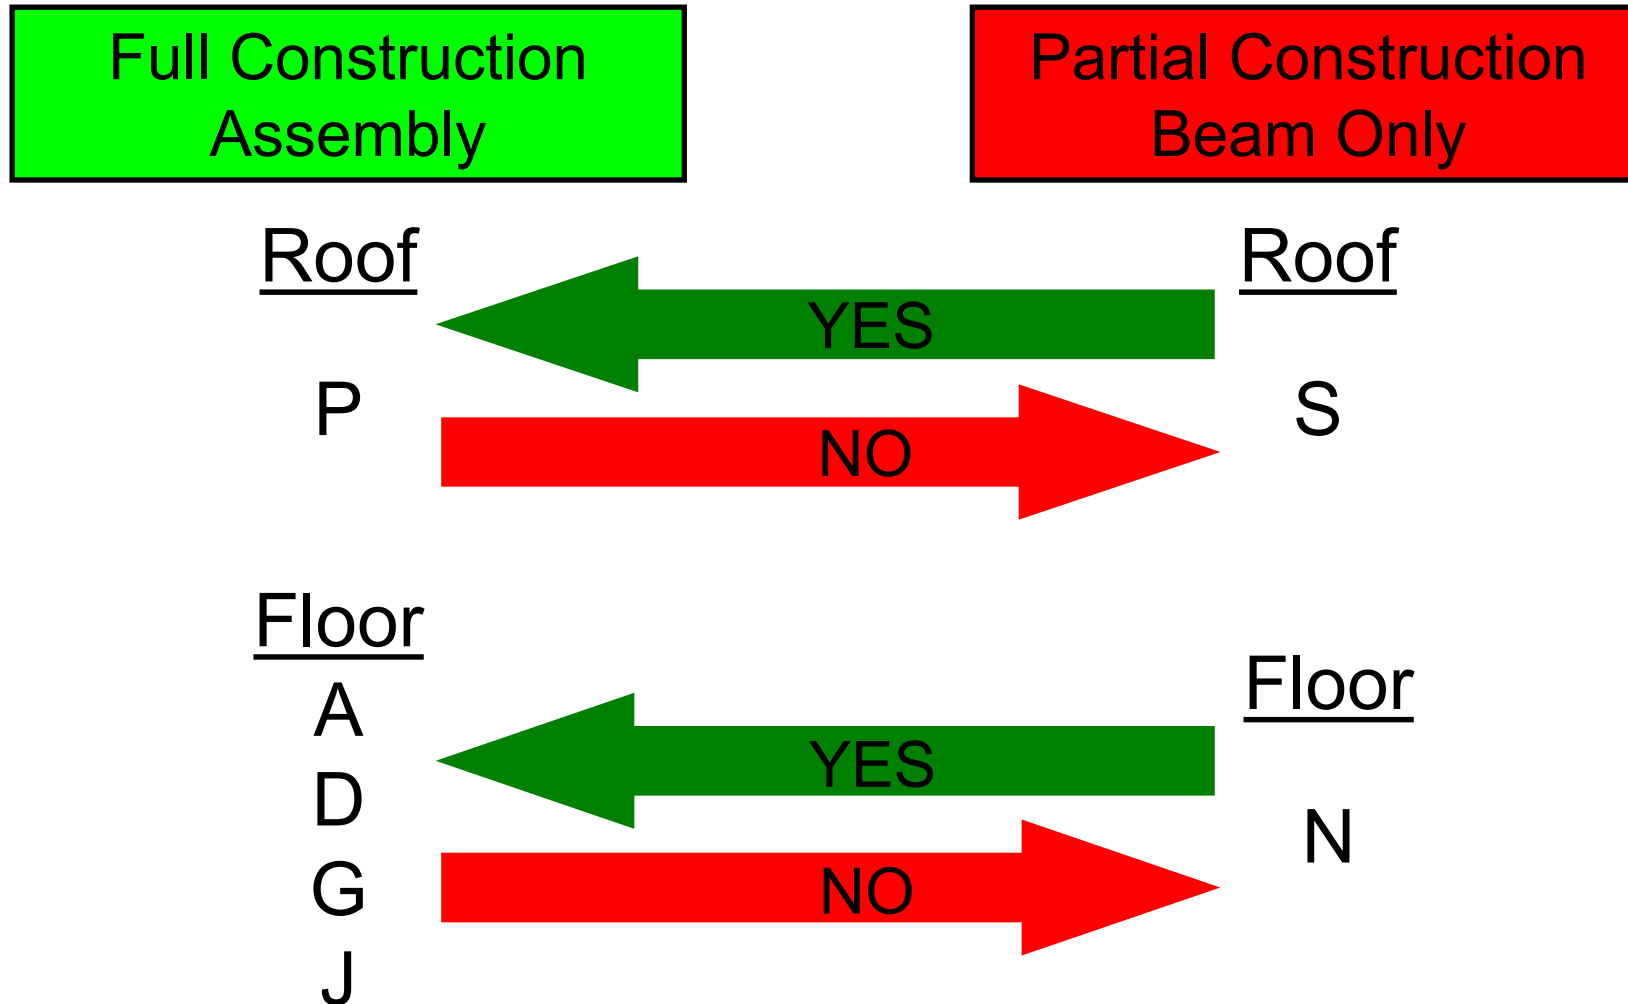 Full Construction
Assembly
Partial Construction
Beam Only
Roof
Roof
YES
P
S
NO
Floor
Floor
A
YES
D
N
G
NO
J